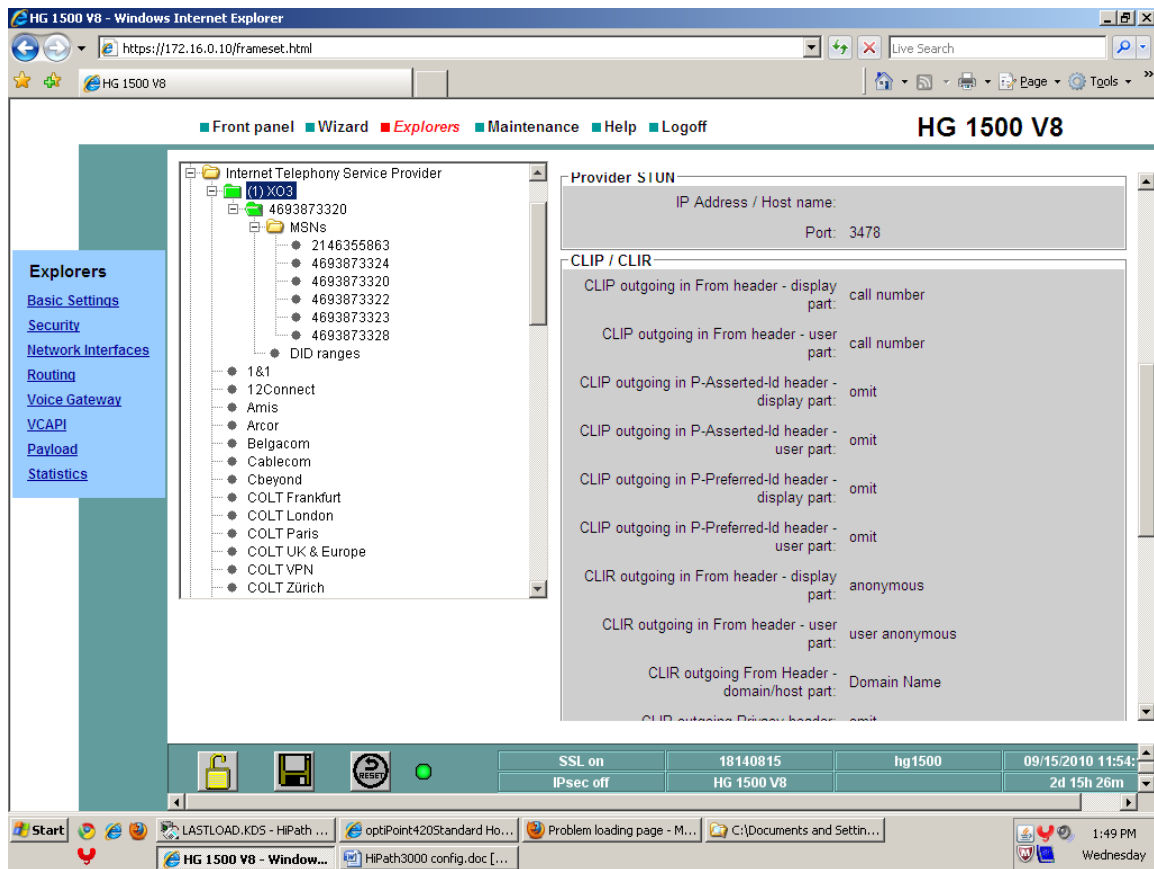 HG 1500 V8 - Windows Internet Explorer
https://172.16.0.10/frameset.html
Live Search
HG 1500 V8
Page
Tools
»
Front panel Wizard Explorers Maintenance Help Logoff
HG 1500 V8
Explorers
Basic Settings
Security
Network Interfaces
Routing
Voice Gateway
VCAPI
Payload
Statistics
Internet Telephony Service Provider
(1) XO3
4693873320
MSNs
2146355863
4693873324
4693873320
4693873322
4693873323
4693873328
DID ranges
1&1
12Connect
Amis
Arcor
Belgacom
Cablecom
Cbeyond
COLT Frankfurt
COLT London
COLT Paris
COLT UK & Europe
COLT VPN
COLT Zürich
Provider STUN
IP Address / Host name:
Port: 3478
CLIP / CLIR
CLIP outgoing in From header - display
part: call number
CLIP outgoing in From header - user
part: call number
CLIP outgoing in P-Asserted-Id header -
display part: omit
CLIP outgoing in P-Asserted-Id header -
user part: omit
CLIP outgoing in P-Preferred-Id header -
display part: omit
CLIP outgoing in P-Preferred-Id header -
user part: omit
CLIR outgoing in From header - display
part: anonymous
CLIR outgoing in From header - user
part: user anonymous
CLIR outgoing From Header -
domain/host part: Domain Name
CLIP outgoing Privacy header: omit
RESET
SSL on 18140815 hg1500 09/15/2010 11:54:
IPsec off HG 1500 V8 2d 15h 26m
Start
LASTLOAD.KDS - HiPath ...
optiPoint420Standard Ho...
Problem loading page - M...
C:\Documents and Settin...
1:49 PM
HG 1500 V8 - Window...
HiPath3000 config.doc [...
Wednesday